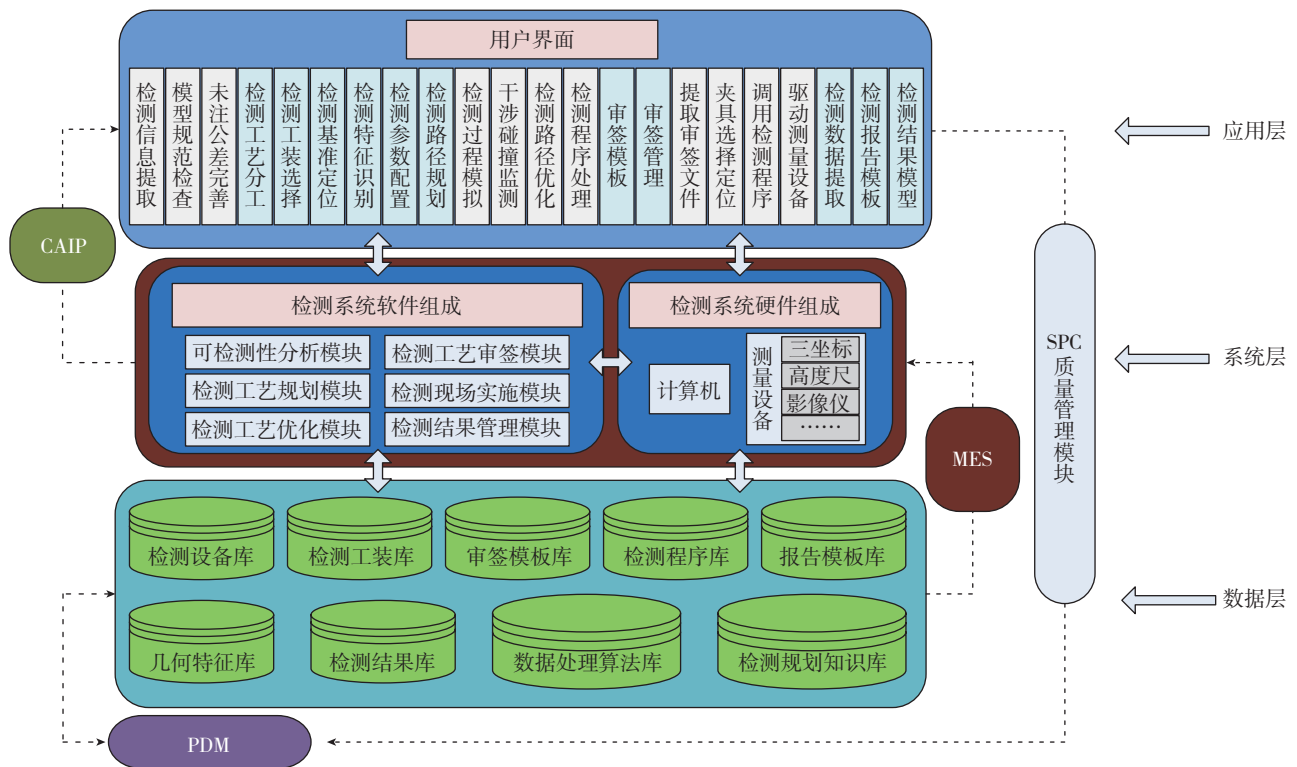 用户界面
检测信息提取
模型规范检查
未注公差完善
检测工艺分工
检测工装选择
检测基准定位
检测特征识别
检测参数配置
检测路径规划
检测过程模拟
干涉碰撞监测
检测路径优化
检测程序处理
审签模板
审签管理
提取审签文件
夹具选择定位
调用检测程序
驱动测量设备
检测数据提取
检测报告模板
检测结果模型
应用层
CAIP
检测系统软件组成
可检测性分析模块
检测工艺审签模块
检测工艺规划模块
检测现场实施模块
检测工艺优化模块
检测结果管理模块
检测系统硬件组成
计算机
测量设备
三坐标
高度尺
影像仪
……
SPC
质量管理模块
系统层
MES
检测设备库
检测工装库
审签模板库
检测程序库
报告模板库
数据层
几何特征库
检测结果库
数据处理算法库
检测规划知识库
PDM